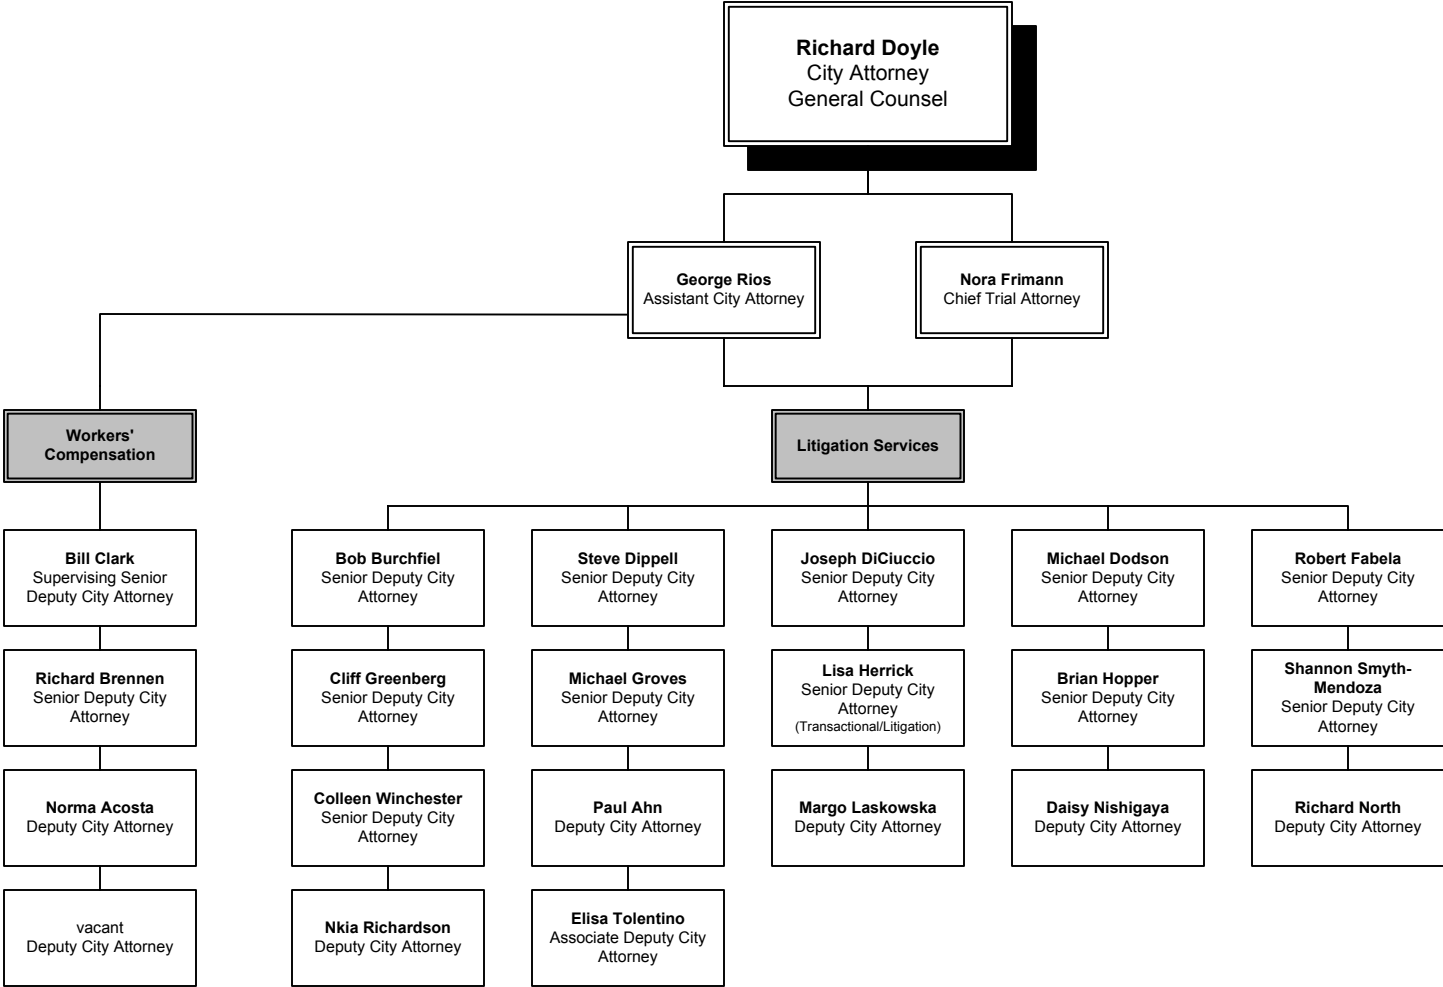 Richard Doyle
City Attorney
General Counsel
George Rios
Assistant City Attorney
Nora Frimann
Chief Trial Attorney
Workers'
Compensation
Litigation Services
Bill Clark
Supervising Senior
Deputy City Attorney
Bob Burchfiel
Senior Deputy City
Attorney
Steve Dippell
Senior Deputy City
Attorney
Joseph DiCiuccio
Senior Deputy City
Attorney
Michael Dodson
Senior Deputy City
Attorney
Robert Fabela
Senior Deputy City
Attorney
Richard Brennen
Senior Deputy City
Attorney
Cliff Greenberg
Senior Deputy City
Attorney
Michael Groves
Senior Deputy City
Attorney
Lisa Herrick
Senior Deputy City
Attorney
(Transactional/Litigation)
Brian Hopper
Senior Deputy City
Attorney
Shannon Smyth-
Mendoza
Senior Deputy City
Attorney
Norma Acosta
Deputy City Attorney
Colleen Winchester
Senior Deputy City
Attorney
Paul Ahn
Deputy City Attorney
Margo Laskowska
Deputy City Attorney
Daisy Nishigaya
Deputy City Attorney
Richard North
Deputy City Attorney
vacant
Deputy City Attorney
Nkia Richardson
Deputy City Attorney
Elisa Tolentino
Associate Deputy City
Attorney